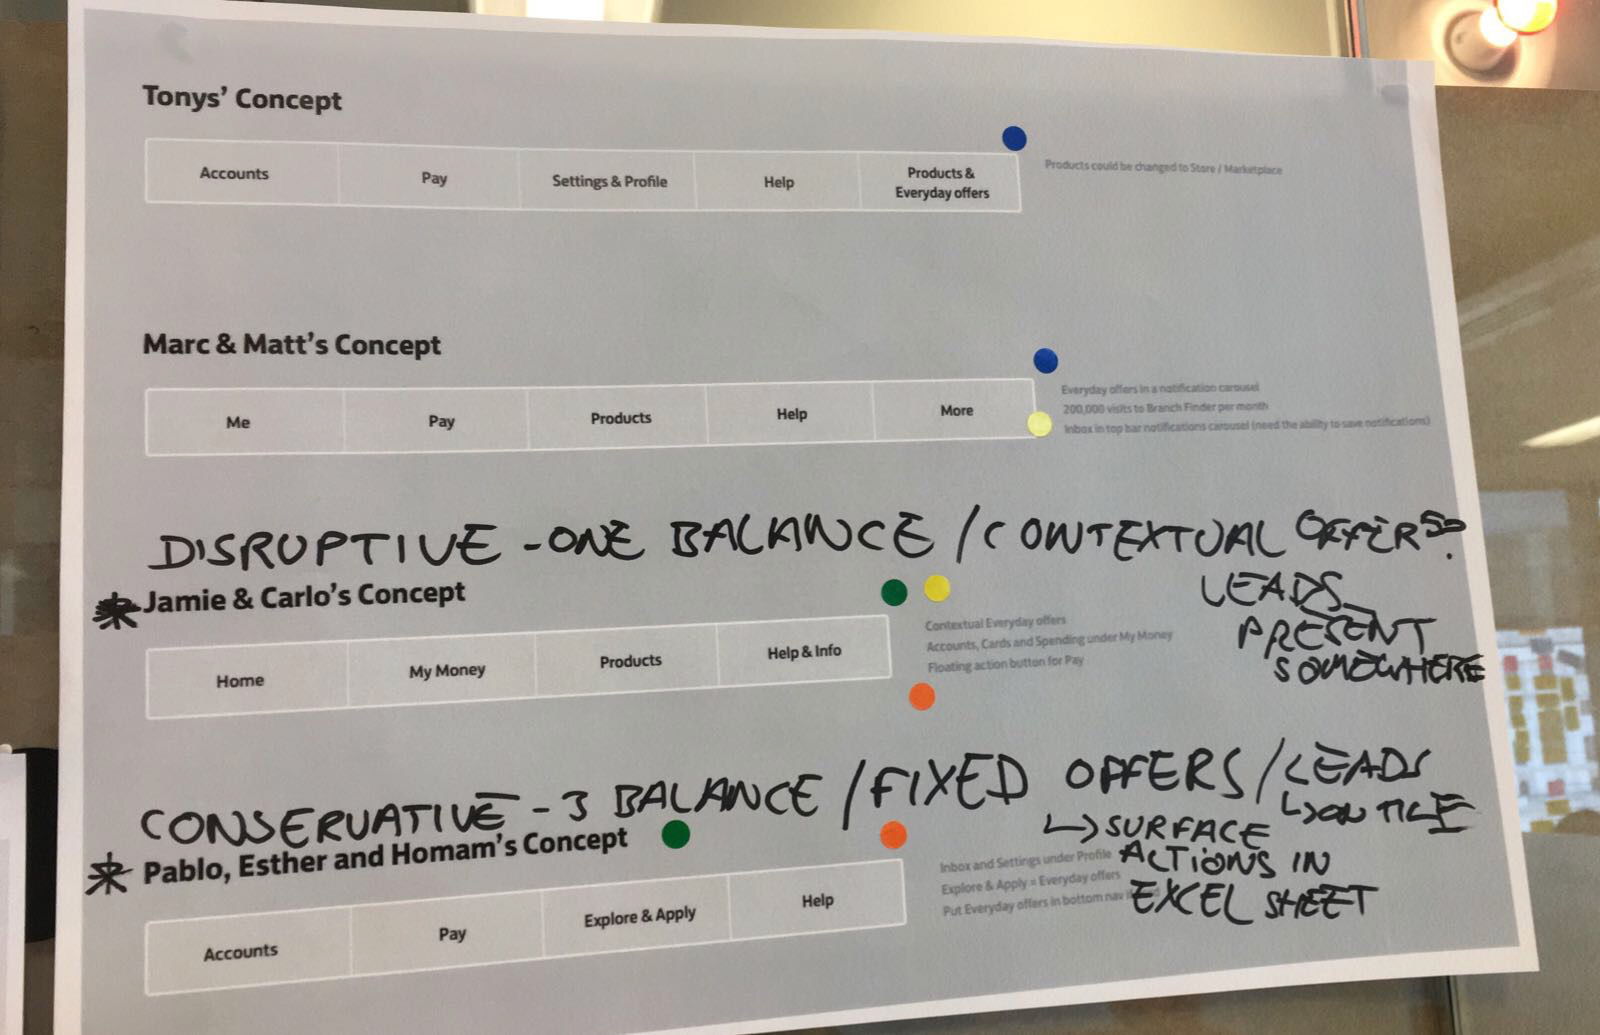 Tonys' Concept
Accounts
Pay
Settings & Profile
Help
Products &
Everyday offers
Products could be changed to Store / Marketplace
Marc & Matt's Concept
Me
Pay
Products
Help
More
Everyday offers in a notification carousel
200,000 visits to Branch Finder per month
Inbox in top bar notifications carousel (need the ability to save notifications)
DISRUPTIVE - ONE BALANCE / CONTEXTUAL OFFERS?
LEADS
PRESENT
SOMEWHERE
Jamie & Carlo's Concept
Home
My Money
Products
Help & Info
Contextual Everyday offers
Accounts, Cards and Spending under My Money
Floating action button for Pay
CONSERVATIVE - 3 BALANCE / FIXED OFFERS / LEADS
↳ ON TILE
↳ SURFACE
ACTIONS IN
EXCEL SHEET
Pablo, Esther and Homam's Concept
Accounts
Pay
Explore & Apply
Help
Inbox and Settings under Profile
Explore & Apply = Everyday offers
Put Everyday offers in bottom nav